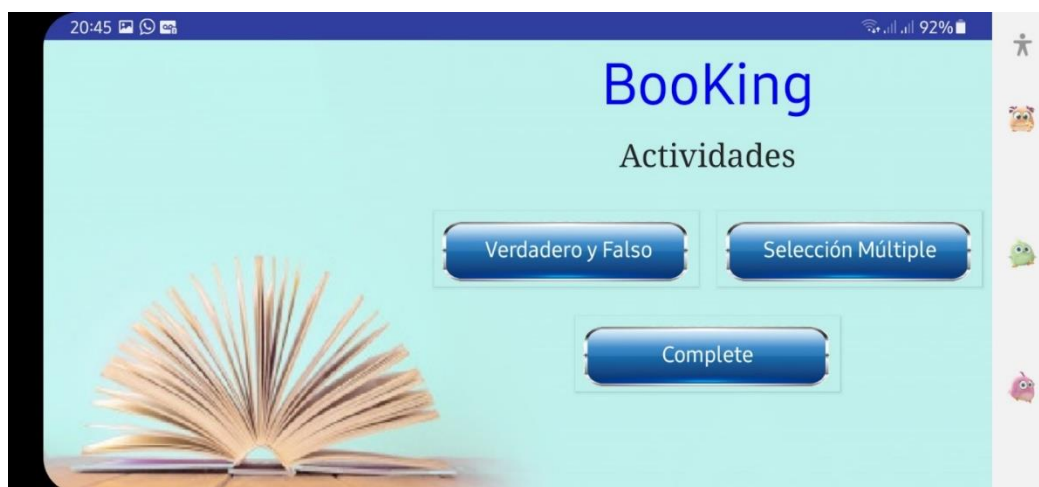 20:45 92%
BooKing
Actividades
Verdadero y Falso Selección Múltiple
Complete